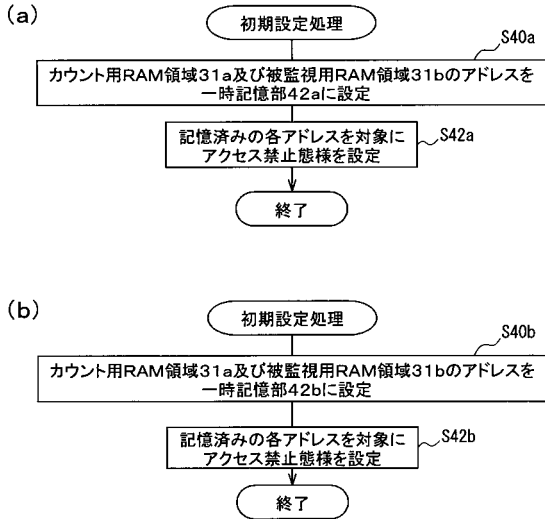 (a)
初期設定処理
S40a
カウント用RAM領域31a及び被監視用RAM領域31bのアドレスを
一時記憶部42aに設定
記憶済みの各アドレスを対象に
アクセス禁止態様を設定
S42a
終了
(b)
初期設定処理
S40b
カウント用RAM領域31a及び被監視用RAM領域31bのアドレスを
一時記憶部42bに設定
記憶済みの各アドレスを対象に
アクセス禁止態様を設定
S42b
終了